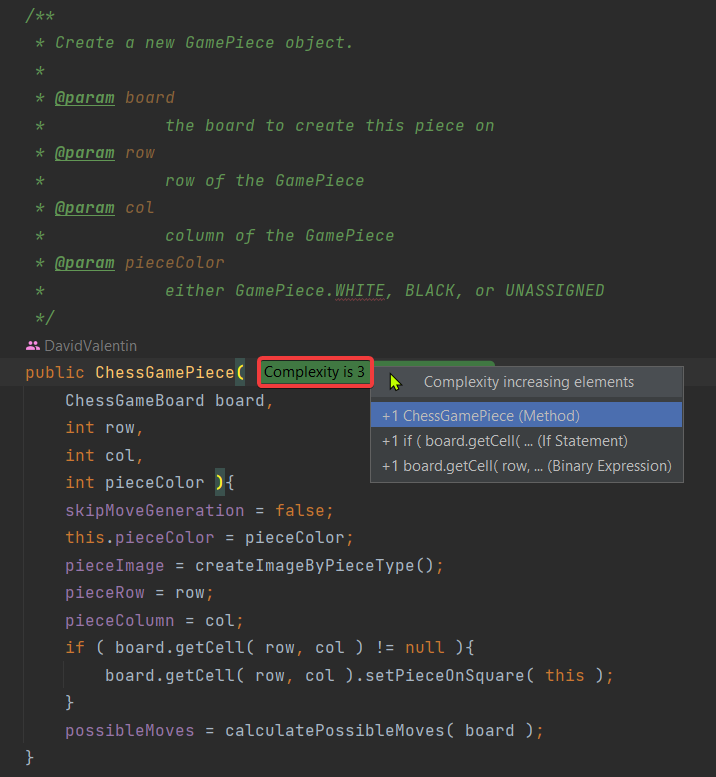 /**
* Create a new GamePiece object.
*
* @param board
* the board to create this piece on
* @param row
* row of the GamePiece
* @param col
* column of the GamePiece
* @param pieceColor
* either GamePiece.WHITE, BLACK, or UNASSIGNED
*/
DavidValentin
public ChessGamePiece( Complexity is 3
Complexity increasing elements
+1 ChessGamePiece (Method)
+1 if ( board.getCell( ... (If Statement)
+1 board.getCell( row, ... (Binary Expression)
ChessGameBoard board,
int row,
int col,
int pieceColor ){
skipMoveGeneration = false;
this.pieceColor = pieceColor;
pieceImage = createImageByPieceType();
pieceRow = row;
pieceColumn = col;
if ( board.getCell( row, col ) != null ){
board.getCell( row, col ).setPieceOnSquare( this );
}
possibleMoves = calculatePossibleMoves( board );
}